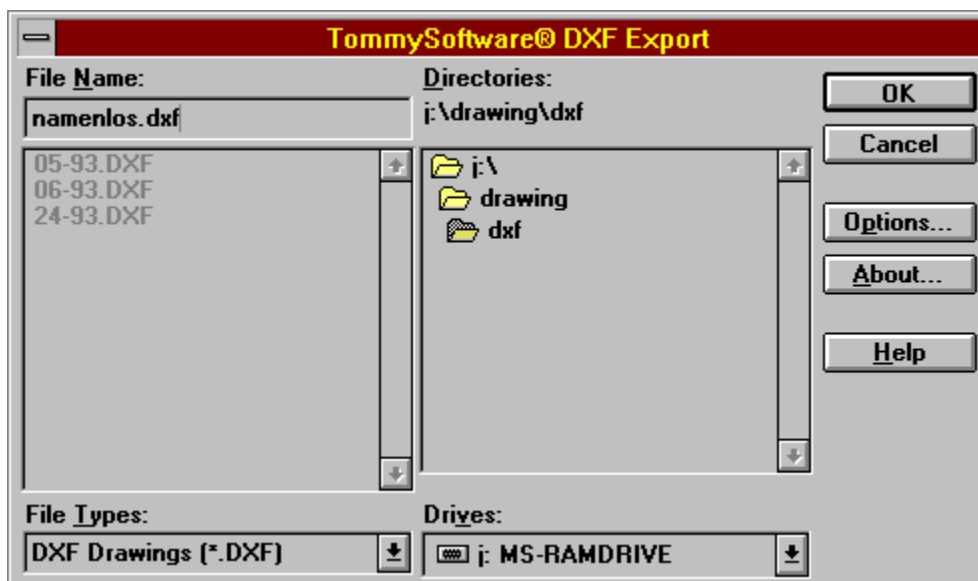 TommySoftware® DXF Export
File Name:
namenlos.dxf
05-93.DXF
06-93.DXF
24-93.DXF
File Types:
DXF Drawings (*.DXF)
Directories:
j:\drawing\dxf
j:\
drawing
dxf
Drives:
j: MS-RAMDRIVE
OK
Cancel
Options...
About...
Help